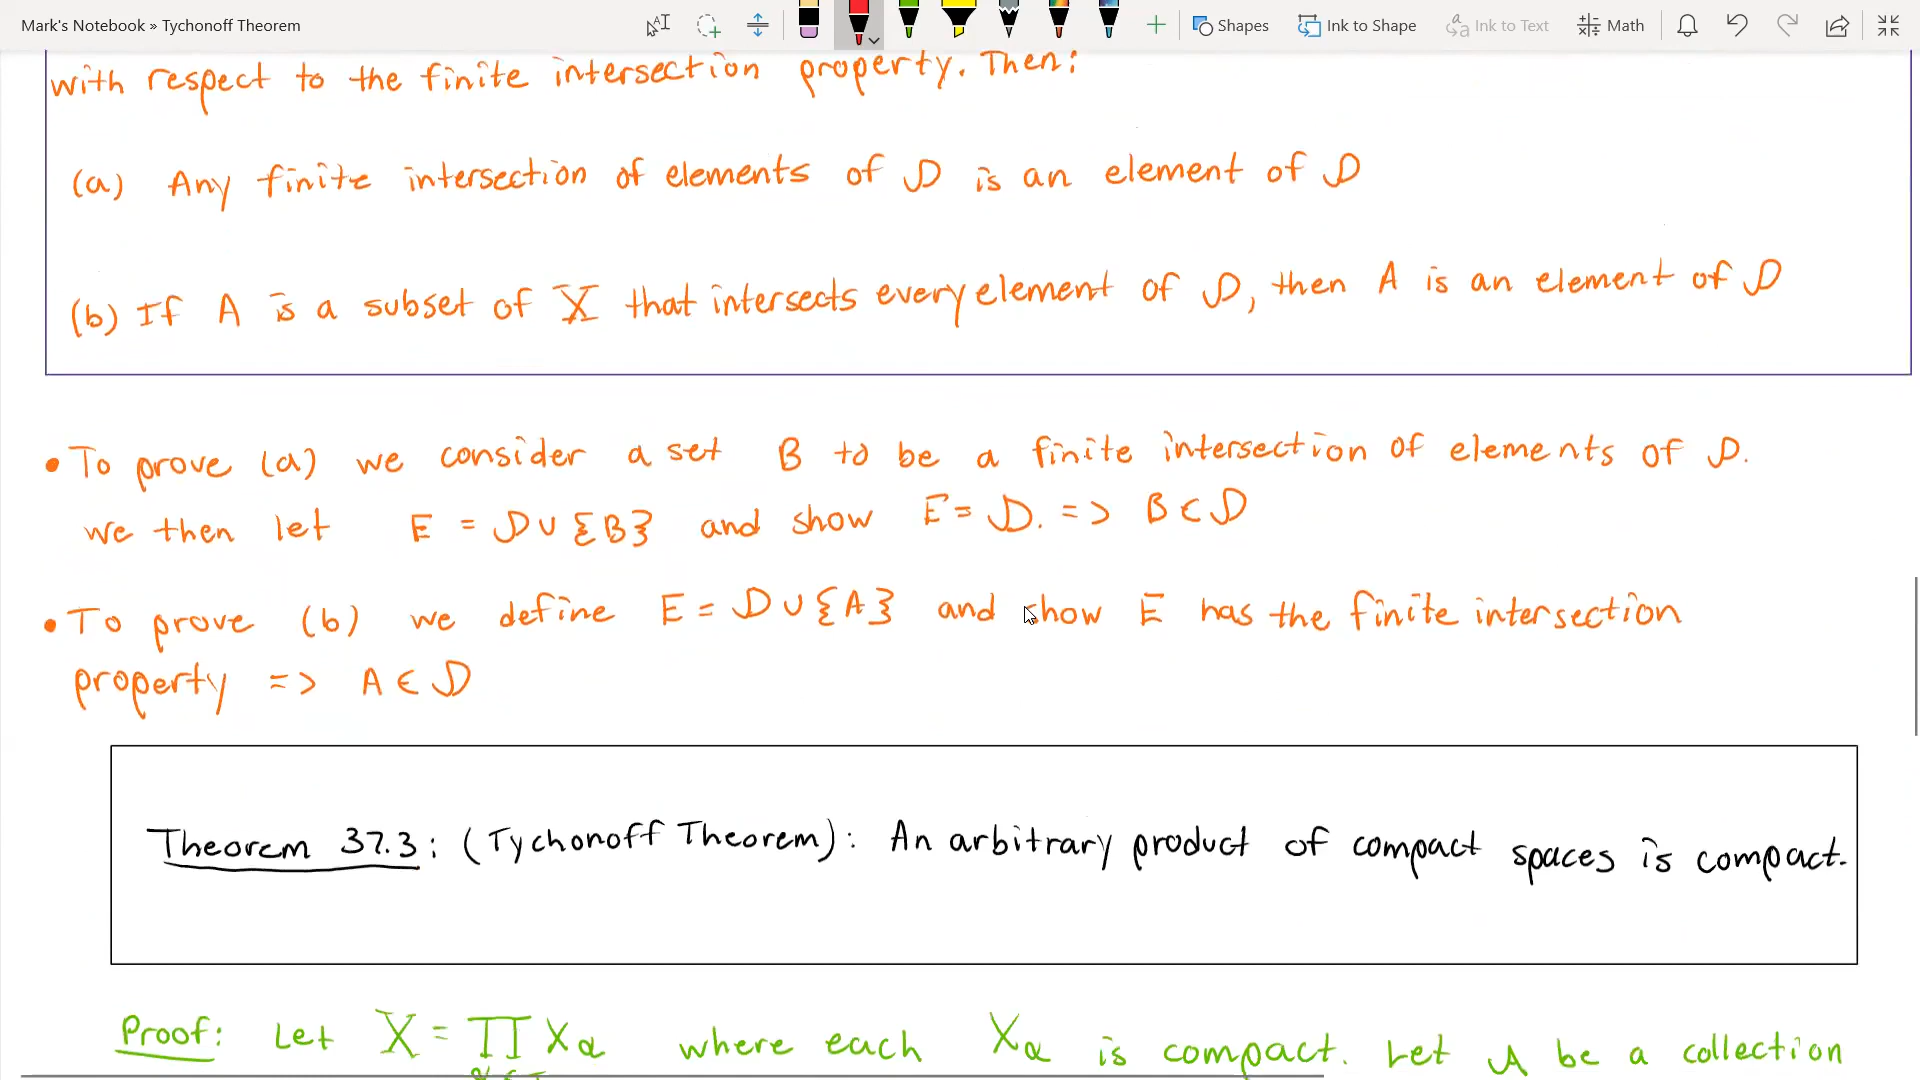 Mark's Notebook » Tychonoff Theorem
Shapes Ink to Shape Ink to Text Math
with respect to the finite intersection property. Then:
(a) Any finite intersection of elements of D is an element of D
(b) If A is a subset of X that intersects every element of D, then A is an element of D
• To prove (a) we consider a set B to be a finite intersection of elements of D.
we then let E = D ∪ {B} and show E = D. => B ∈ D
• To prove (b) we define E = D ∪ {A} and show E has the finite intersection
property => A ∈ D
Theorem 37.3: (Tychonoff Theorem): An arbitrary product of compact spaces is compact.
Proof: Let X = ∏ Xα where each Xα is compact. Let A be a collection